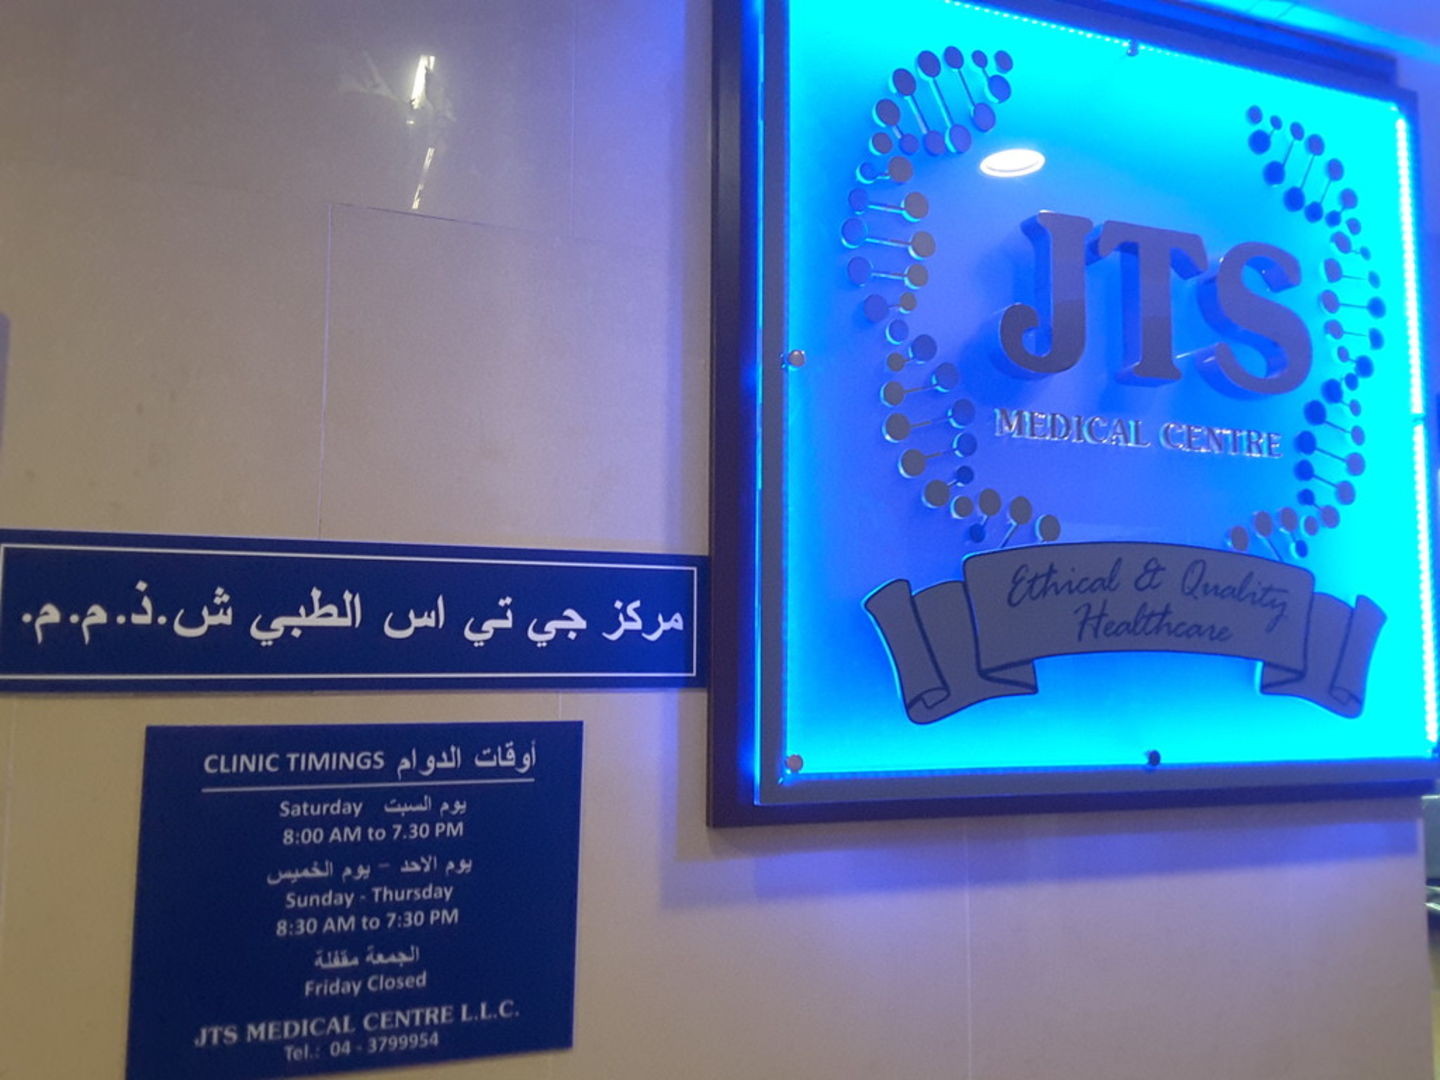 JTS
MEDICAL CENTRE
Ethical & Quality
Healthcare
مركز جي تي اس الطبي ش.ذ.م.م.
CLINIC TIMINGS أوقات الدوام
Saturday يوم السبت
8:00 AM to 7.30 PM
يوم الاحد - يوم الخميس
Sunday - Thursday
8:30 AM to 7:30 PM
الجمعة مقفلة
Friday Closed
JTS MEDICAL CENTRE L.L.C.
Tel.: 04 - 3799954